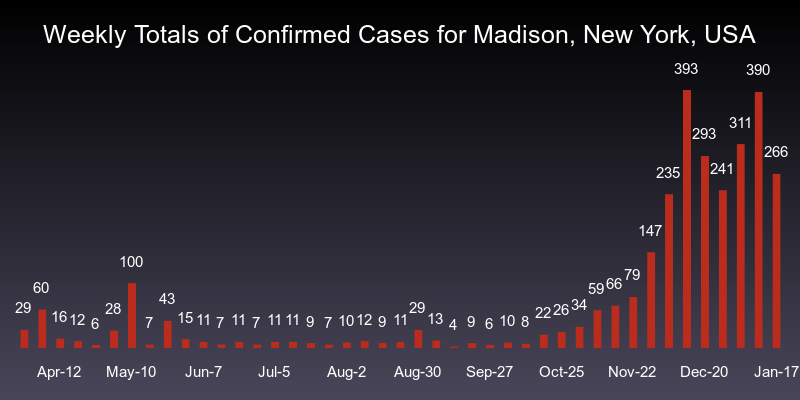 Weekly Totals of Confirmed Cases for Madison, New York, USA
29 60 16 12 6 28 100 7 43 15 11 7 11 7 11 11 9 7 10 12 9 11 29 13 4 9 6 10 8 22 26 34 59 66 79 147 235 393 293 241 311 390 266
Apr-12 May-10 Jun-7 Jul-5 Aug-2 Aug-30 Sep-27 Oct-25 Nov-22 Dec-20 Jan-17